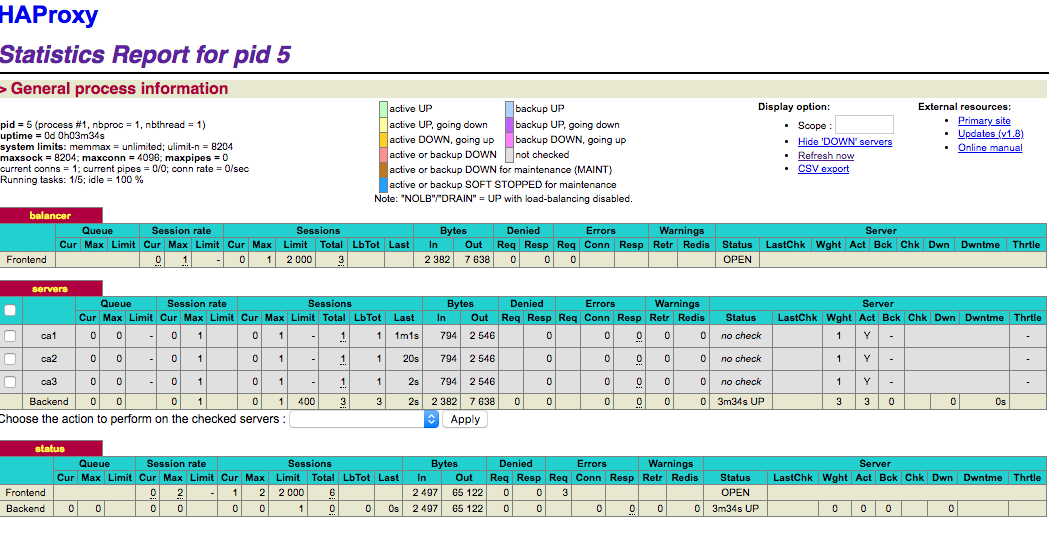 HAProxy
Statistics Report for pid 5
> General process information
pid = 5 (process #1, nbproc = 1, nbthread = 1)
uptime = 0d 0h03m34s
system limits: memmax = unlimited; ulimit-n = 8204
maxsock = 8204; maxconn = 4096; maxpipes = 0
current conns = 1; current pipes = 0/0; conn rate = 0/sec
Running tasks: 1/5; idle = 100 %
active UP backup UP
active UP, going down backup UP, going down
active DOWN, going up backup DOWN, going up
active or backup DOWN not checked
active or backup DOWN for maintenance (MAINT)
active or backup SOFT STOPPED for maintenance
Note: "NOLB"/"DRAIN" = UP with load-balancing disabled.
Display option:
• Scope :
• Hide 'DOWN' servers
• Refresh now
• CSV export
External resources:
• Primary site
• Updates (v1.8)
• Online manual
balancer
Queue Session rate Sessions Bytes Denied Errors Warnings Server
Cur Max Limit Cur Max Limit Cur Max Limit Total LbTot Last In Out Req Resp Req Conn Resp Retr Redis Status LastChk Wght Act Bck Chk Dwn Dwntme Thrtle
Frontend 0 1 - 0 1 2 000 3 2 382 7 638 0 0 0 OPEN
servers
Queue Session rate Sessions Bytes Denied Errors Warnings Server
Cur Max Limit Cur Max Limit Cur Max Limit Total LbTot Last In Out Req Resp Req Conn Resp Retr Redis Status LastChk Wght Act Bck Chk Dwn Dwntme Thrtle
ca1 0 0 - 0 1 0 1 - 1 1 1m1s 794 2 546 0 0 0 0 0 no check 1 Y - -
ca2 0 0 - 0 1 0 1 - 1 1 20s 794 2 546 0 0 0 0 0 no check 1 Y - -
ca3 0 0 - 0 1 0 1 - 1 1 2s 794 2 546 0 0 0 0 0 no check 1 Y - -
Backend 0 0 0 1 0 1 400 3 3 2s 2 382 7 638 0 0 0 0 0 0 3m34s UP 3 3 0 0 0s
Choose the action to perform on the checked servers : Apply
status
Queue Session rate Sessions Bytes Denied Errors Warnings Server
Cur Max Limit Cur Max Limit Cur Max Limit Total LbTot Last In Out Req Resp Req Conn Resp Retr Redis Status LastChk Wght Act Bck Chk Dwn Dwntme Thrtle
Frontend 0 2 - 1 2 2 000 6 2 497 65 122 0 0 3 OPEN
Backend 0 0 0 0 0 0 1 0 0 0s 2 497 65 122 0 0 0 0 0 0 3m34s UP 0 0 0 0